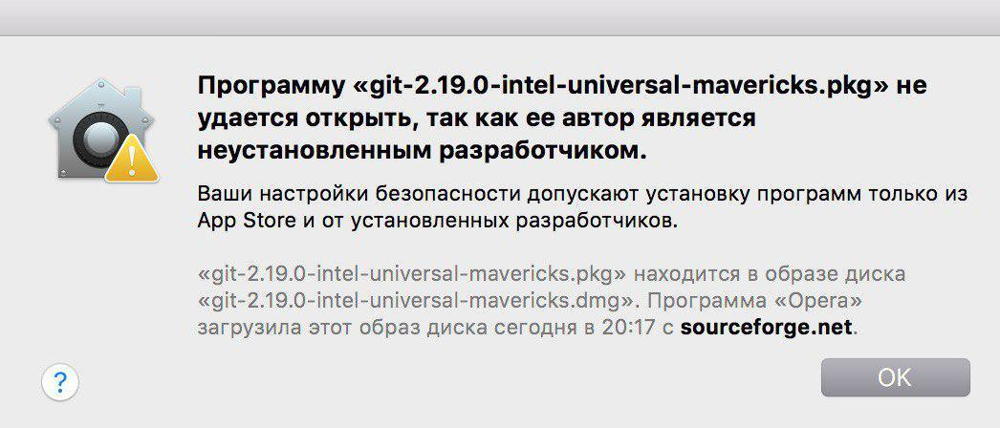 Программу «git-2.19.0-intel-universal-mavericks.pkg» не
удается открыть, так как ее автор является
неустановленным разработчиком.
Ваши настройки безопасности допускают установку программ только из
App Store и от установленных разработчиков.
«git-2.19.0-intel-universal-mavericks.pkg» находится в образе диска
«git-2.19.0-intel-universal-mavericks.dmg». Программа «Opera»
загрузила этот образ диска сегодня в 20:17 с sourceforge.net.
?
OK